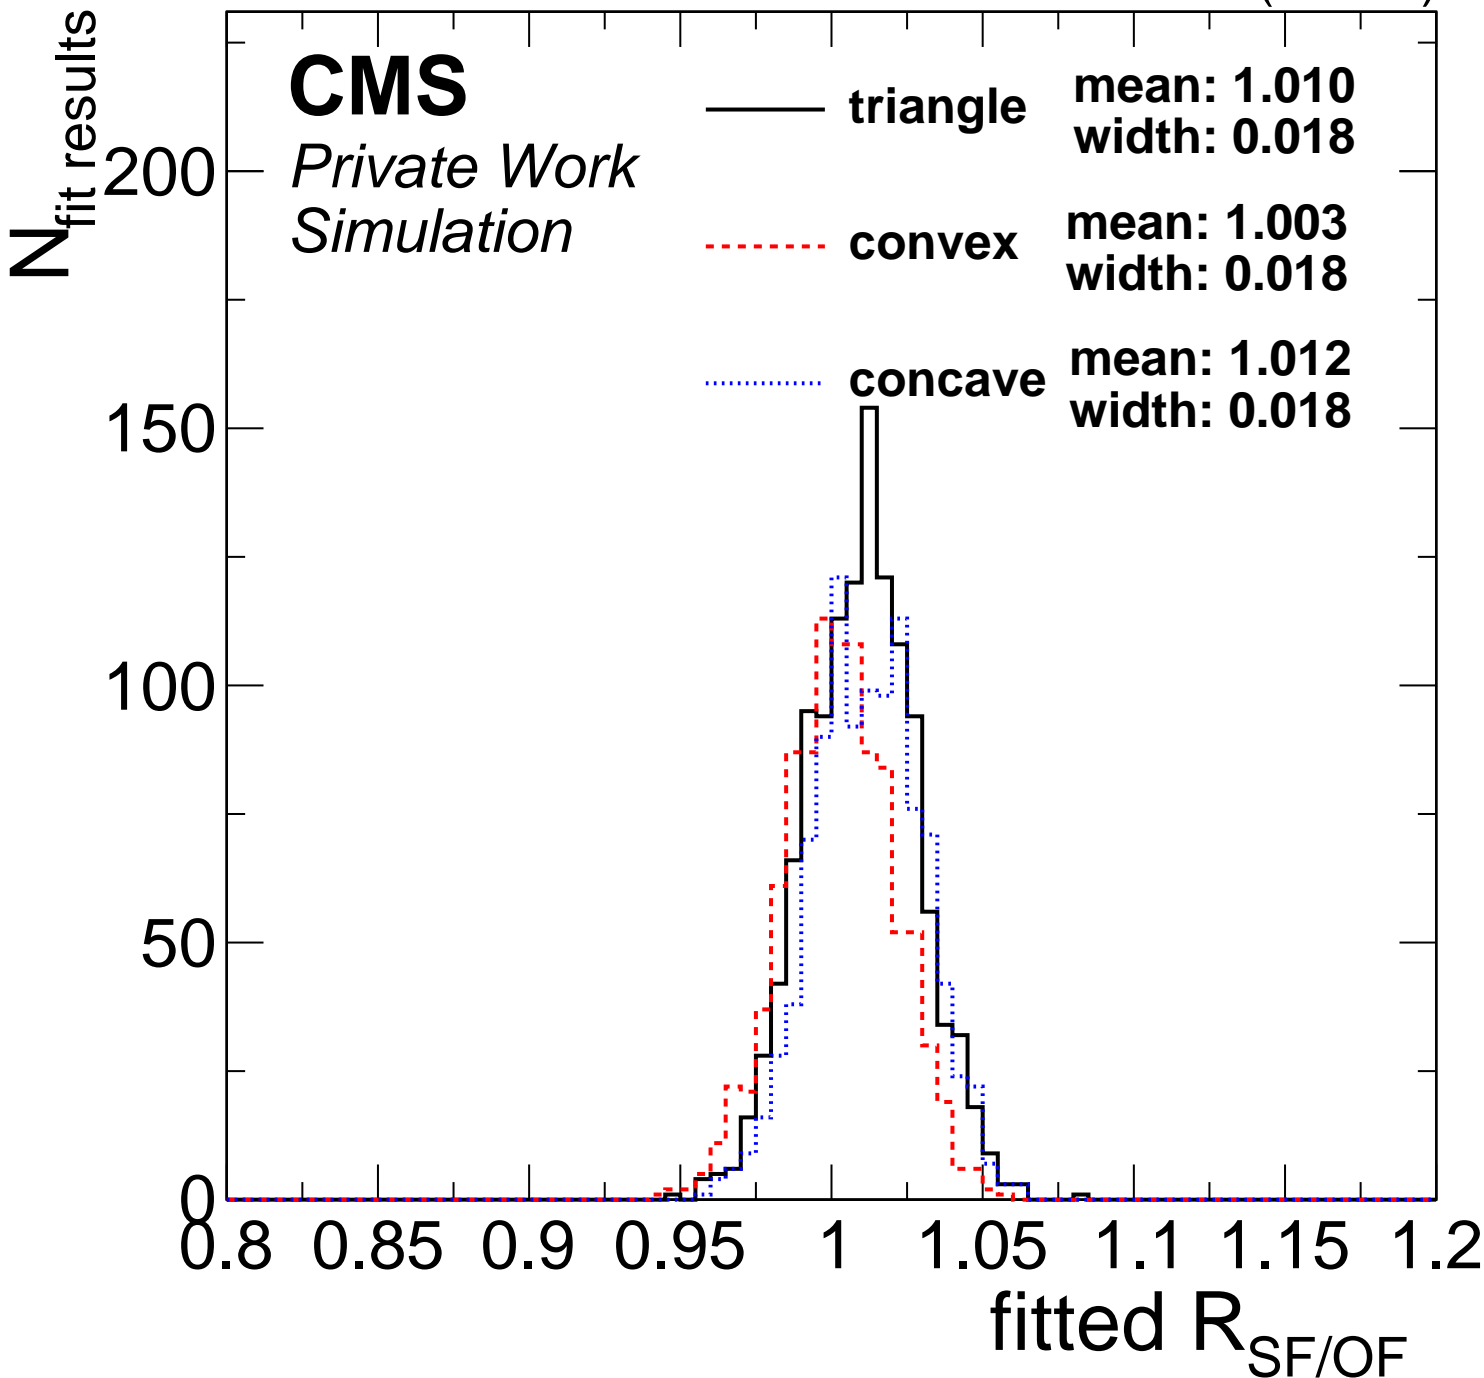 CMS
Private Work
Simulation
triangle
mean: 1.010
width: 0.018
convex
mean: 1.003
width: 0.018
concave
mean: 1.012
width: 0.018
N fit results
200
150
100
50
0
0.8 0.85 0.9 0.95 1 1.05 1.1 1.15 1.2
fitted R SF/OF